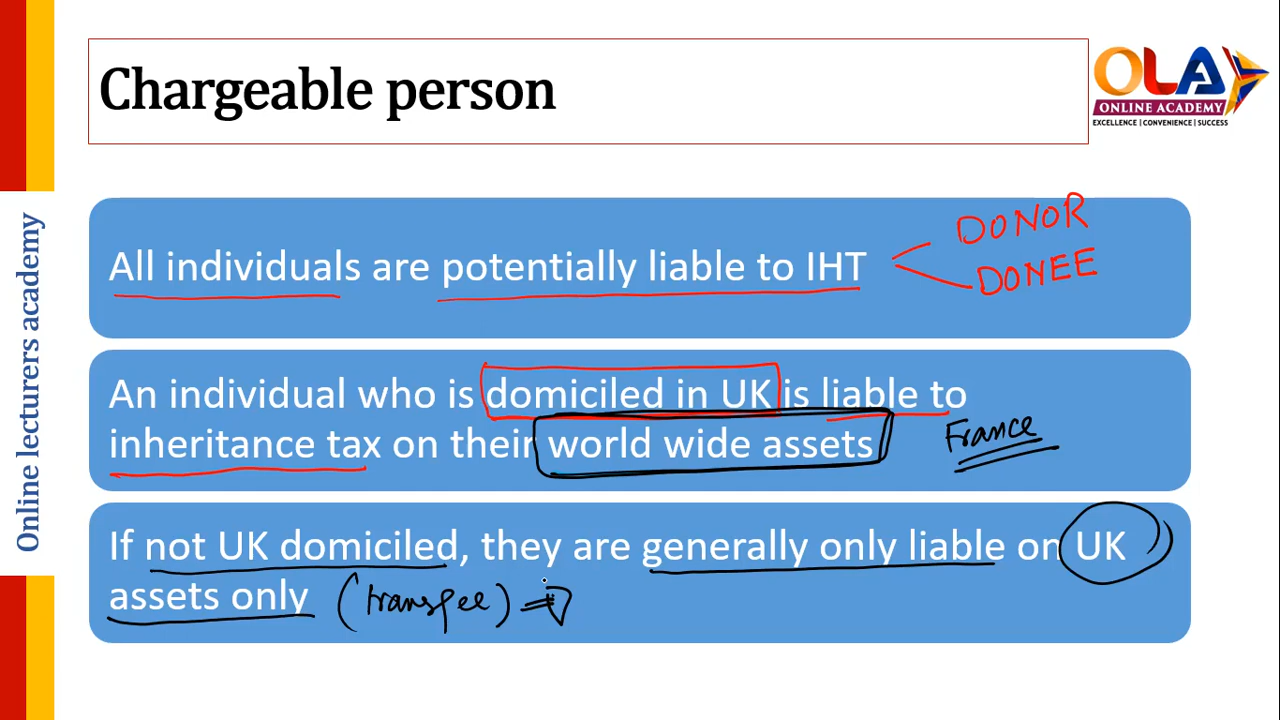 Chargeable person
OLA
ONLINE ACADEMY
EXCELLENCE | CONVENIENCE | SUCCESS
Online lecturers academy
All individuals are potentially liable to IHT
DONOR
DONEE
An individual who is domiciled in UK is liable to
inheritance tax on their world wide assets
France
If not UK domiciled, they are generally only liable on UK
assets only